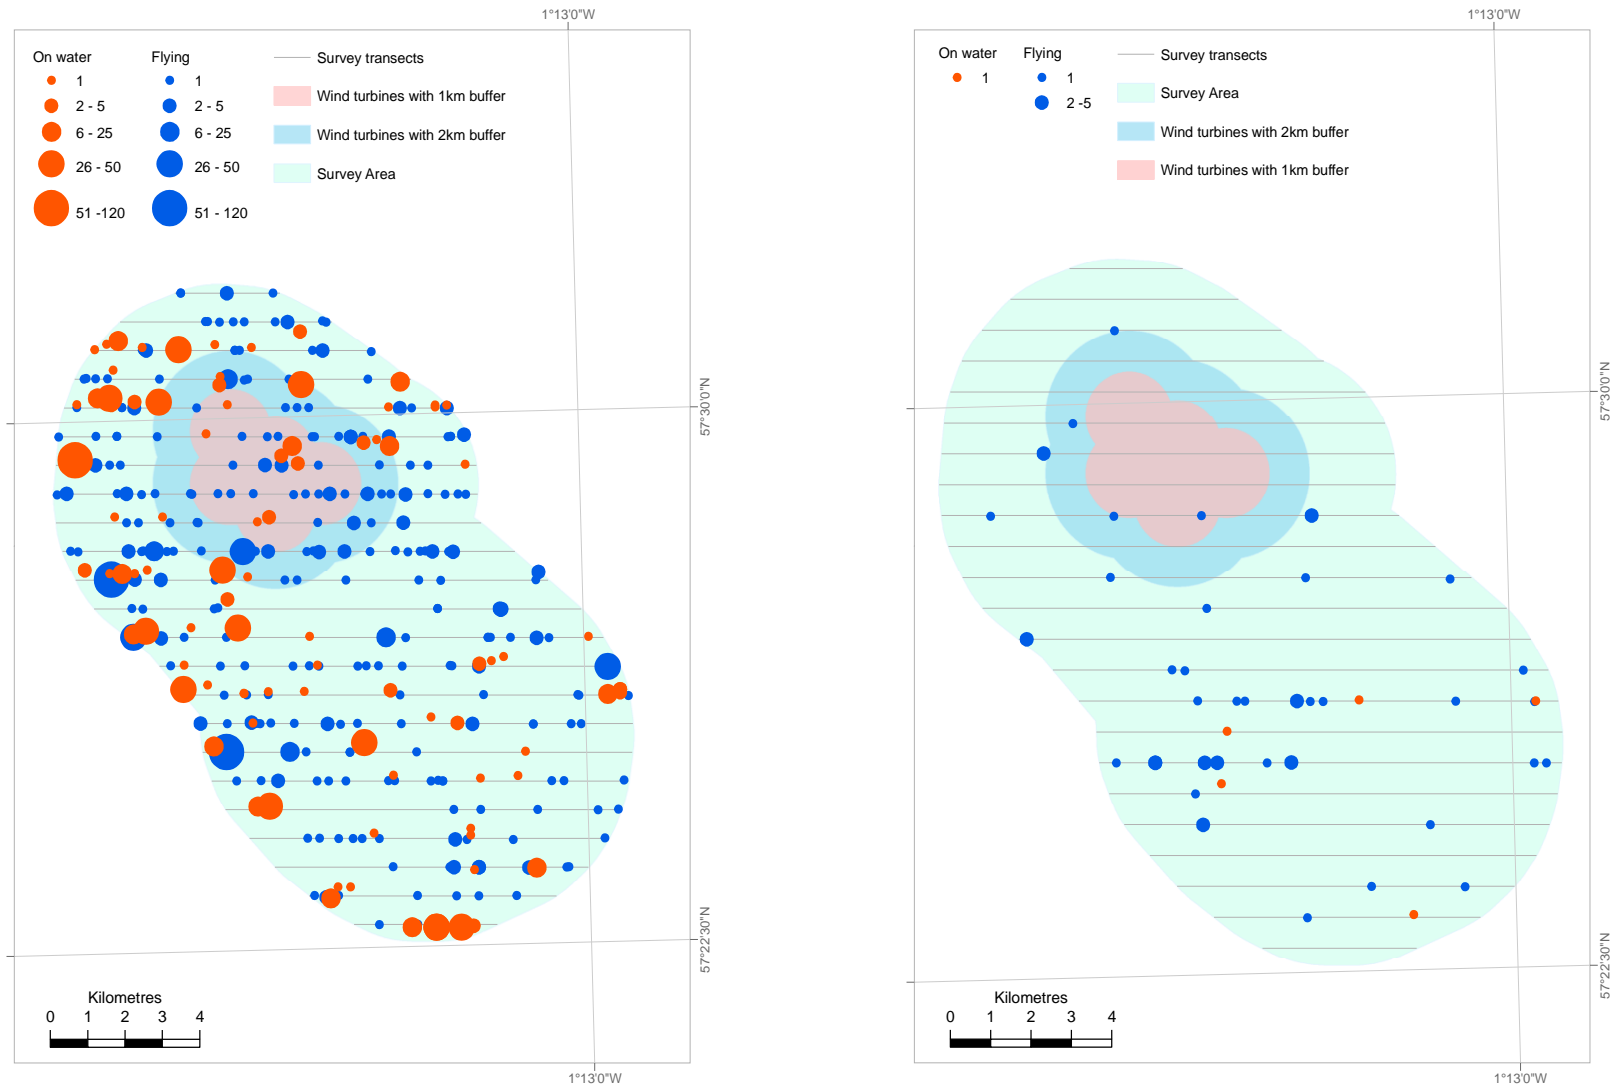 1°13'0"W
On water
Flying
1
2 - 5
6 - 25
26 - 50
51 -120
1
2 - 5
6 - 25
26 - 50
51 - 120
Survey transects
Wind turbines with 1km buffer
Wind turbines with 2km buffer
Survey Area
57°30'0"N
57°22'30"N
Kilometres
0 1 2 3 4
1°13'0"W
1°13'0"W
On water
Flying
1
1
2 -5
Survey transects
Survey Area
Wind turbines with 2km buffer
Wind turbines with 1km buffer
57°30'0"N
57°22'30"N
Kilometres
0 1 2 3 4
1°13'0"W